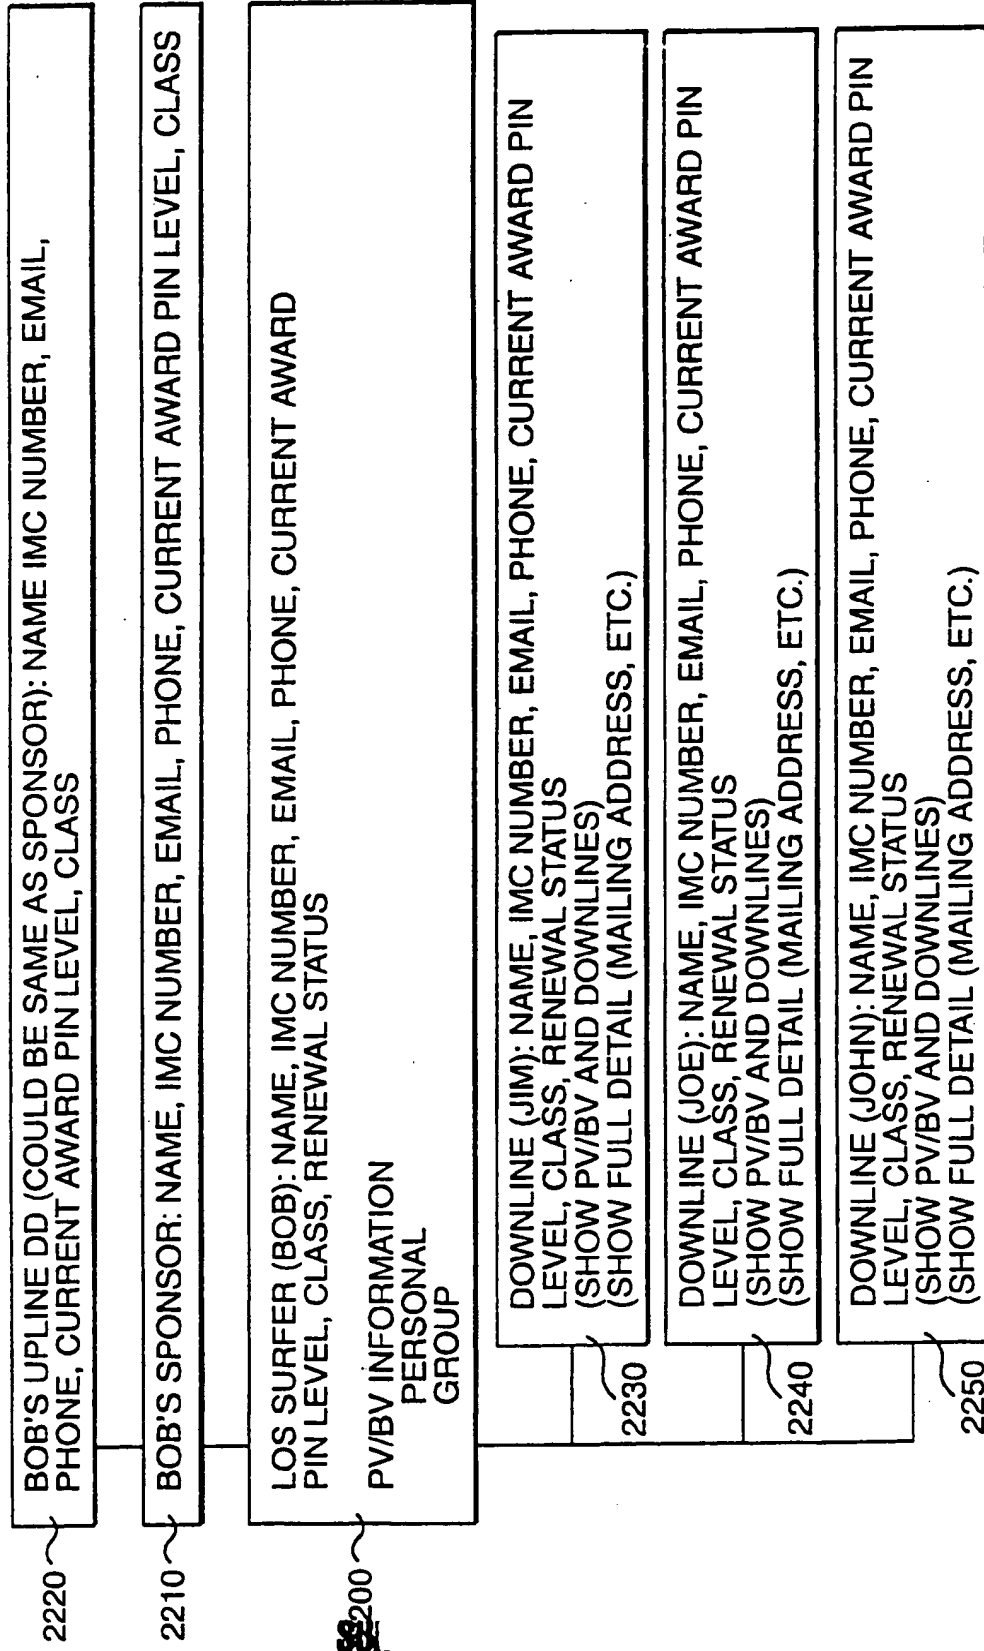 2220
BOB'S UPLINE DD (COULD BE SAME AS SPONSOR): NAME IMC NUMBER, EMAIL,
PHONE, CURRENT AWARD PIN LEVEL, CLASS
2210
BOB'S SPONSOR: NAME, IMC NUMBER, EMAIL, PHONE, CURRENT AWARD PIN LEVEL, CLASS
2200
LOS SURFER (BOB): NAME, IMC NUMBER, EMAIL, PHONE, CURRENT AWARD
PIN LEVEL, CLASS, RENEWAL STATUS
PV/BV INFORMATION
PERSONAL
GROUP
DOWNLINE (JIM): NAME, IMC NUMBER, EMAIL, PHONE, CURRENT AWARD PIN
LEVEL, CLASS, RENEWAL STATUS
(SHOW PV/BV AND DOWNLINES)
(SHOW FULL DETAIL (MAILING ADDRESS, ETC.)
2230
DOWNLINE (JOE): NAME, IMC NUMBER, EMAIL, PHONE, CURRENT AWARD PIN
LEVEL, CLASS, RENEWAL STATUS
(SHOW PV/BV AND DOWNLINES)
(SHOW FULL DETAIL (MAILING ADDRESS, ETC.)
2240
DOWNLINE (JOHN): NAME, IMC NUMBER, EMAIL, PHONE, CURRENT AWARD PIN
LEVEL, CLASS, RENEWAL STATUS
(SHOW PV/BV AND DOWNLINES)
(SHOW FULL DETAIL (MAILING ADDRESS, ETC.)
2250